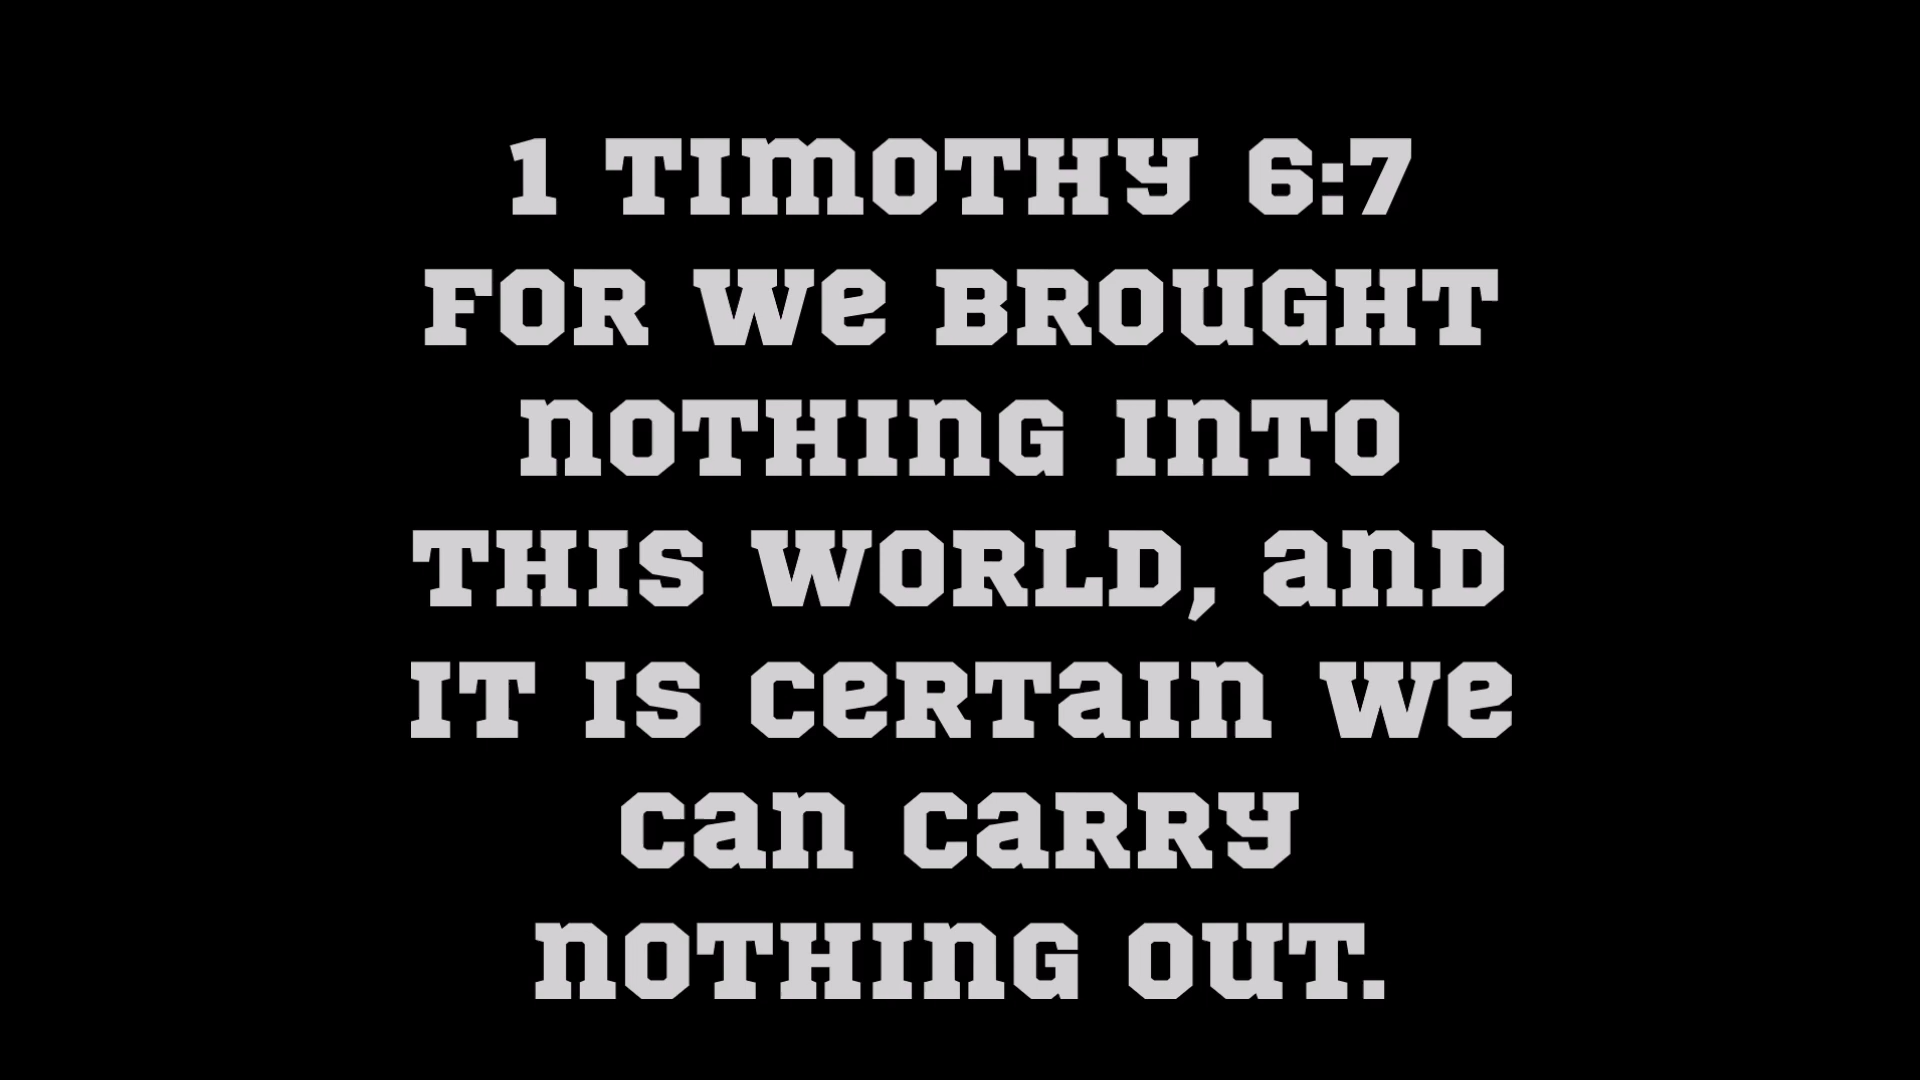 1 Timothy 6:7
For we brought
nothing into
this world, and
it is certain we
can carry
nothing out.